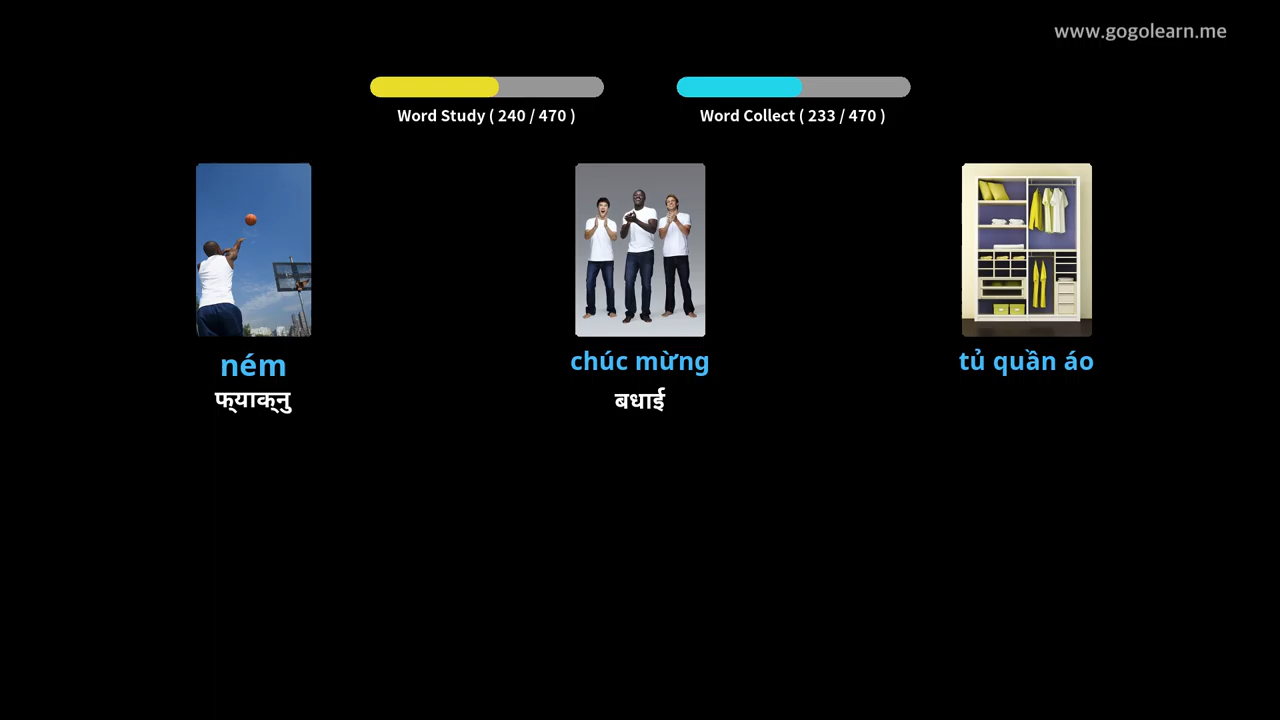 www.gogolearn.me
Word Study ( 240 / 470 )
Word Collect ( 233 / 470 )
ném
फ्याक्नु
chúc mừng
बधाई
tủ quần áo